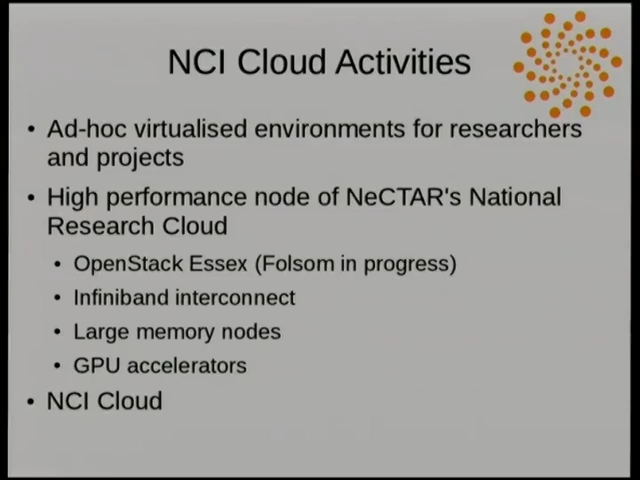 NCI Cloud Activities
• Ad-hoc virtualised environments for researchers
and projects
• High performance node of NeCTAR's National
Research Cloud
• OpenStack Essex (Folsom in progress)
• Infiniband interconnect
• Large memory nodes
• GPU accelerators
• NCI Cloud